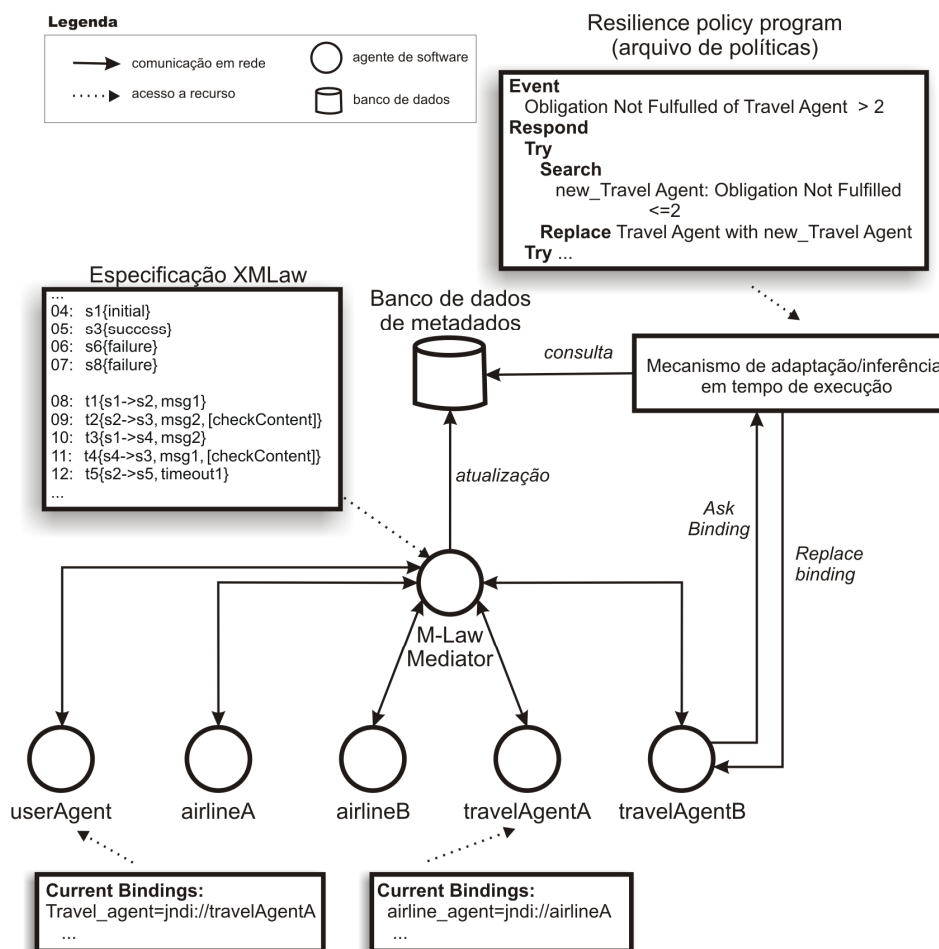 Legenda
comunicação em rede
acesso a recurso
agente de software
banco de dados
Resilience policy program
(arquivo de políticas)
Event
Obligation Not Fulfulled of Travel Agent > 2
Respond
Try
Search
new_Travel Agent: Obligation Not Fulfilled
<=2
Replace Travel Agent with new_Travel Agent
Try ...
Especificação XMLaw
...
04: s1{initial}
05: s3{success}
06: s6{failure}
07: s8{failure}
08: t1{s1->s2, msg1}
09: t2{s2->s3, msg2, [checkContent]}
10: t3{s1->s4, msg2}
11: t4{s4->s3, msg1, [checkContent]}
12: t5{s2->s5, timeout1}
...
Banco de dados
de metadados
consulta
Mecanismo de adaptação/inferência
em tempo de execução
atualização
Ask
Binding
Replace
binding
M-Law
Mediator
userAgent
airlineA
airlineB
travelAgentA
travelAgentB
Current Bindings:
Travel_agent=jndi://travelAgentA
...
Current Bindings:
airline_agent=jndi://airlineA
...